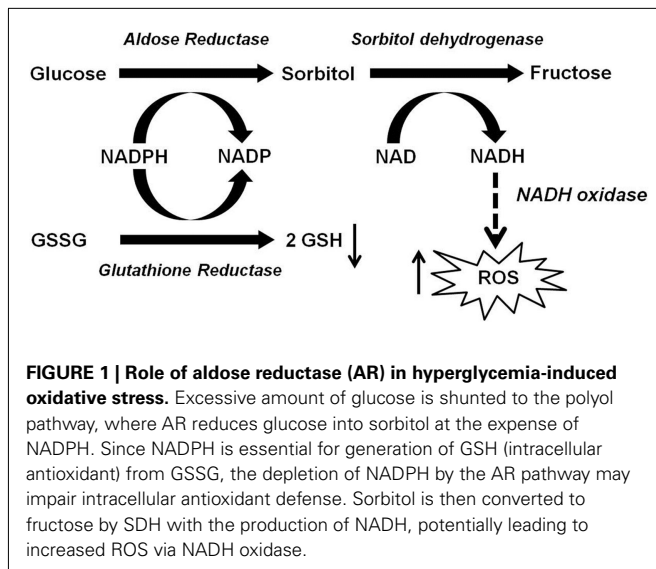 Aldose Reductase Sorbitol dehydrogenase
Glucose Sorbitol Fructose
NADPH NADP NAD NADH
NADH oxidase
GSSG 2 GSH ROS
Glutathione Reductase
FIGURE 1 | Role of aldose reductase (AR) in hyperglycemia-induced
oxidative stress. Excessive amount of glucose is shunted to the polyol
pathway, where AR reduces glucose into sorbitol at the expense of
NADPH. Since NADPH is essential for generation of GSH (intracellular
antioxidant) from GSSG, the depletion of NADPH by the AR pathway may
impair intracellular antioxidant defense. Sorbitol is then converted to
fructose by SDH with the production of NADH, potentially leading to
increased ROS via NADH oxidase.